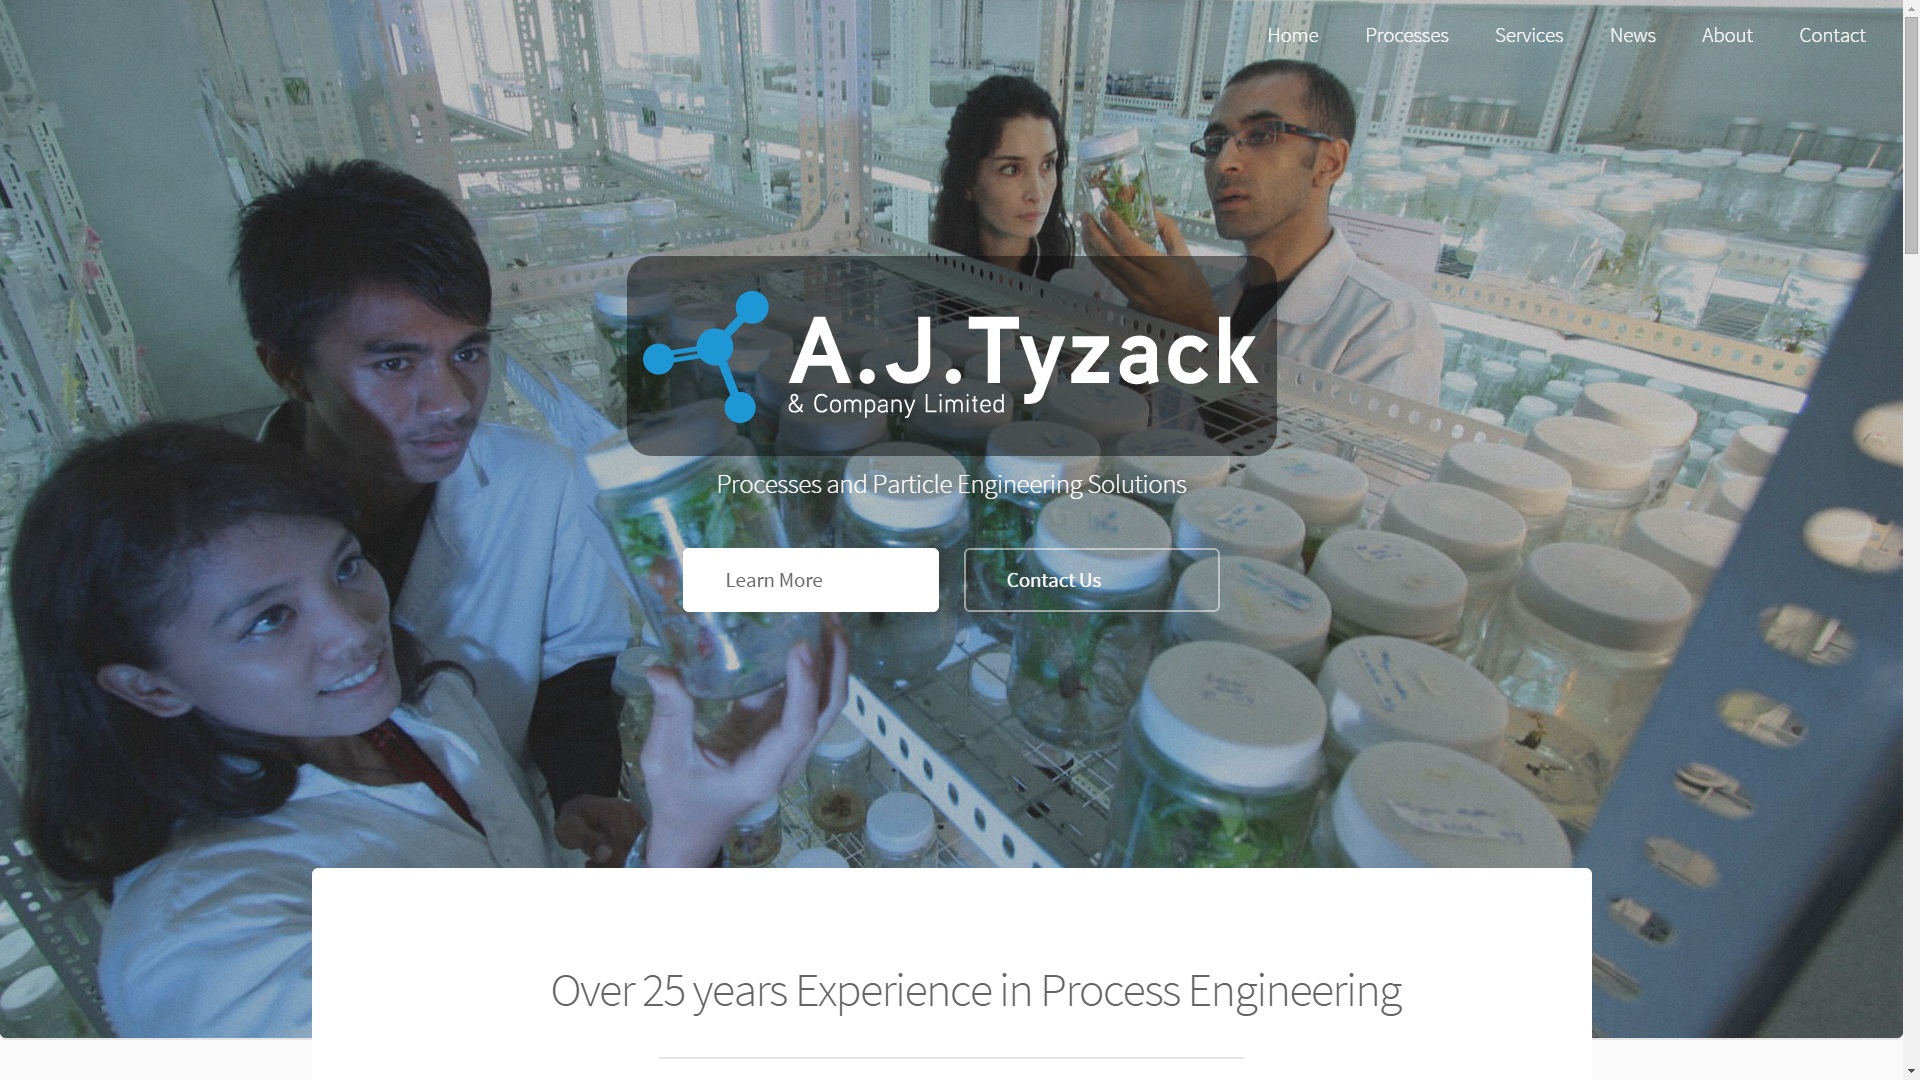 Home Processes Services News About Contact
A.J.Tyzack
& Company Limited
Processes and Particle Engineering Solutions
Learn More
Contact Us
Over 25 years Experience in Process Engineering